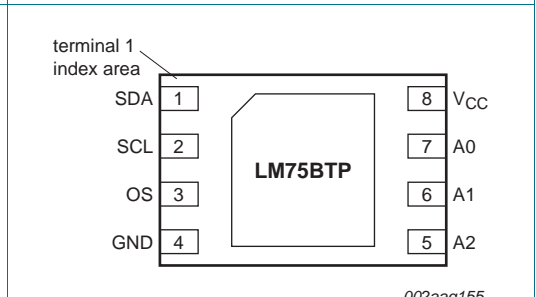 terminal 1
index area
SDA 1 8 VCC
SCL 2 7 A0
LM75BTP
OS 3 6 A1
GND 4 5 A2
002aag155